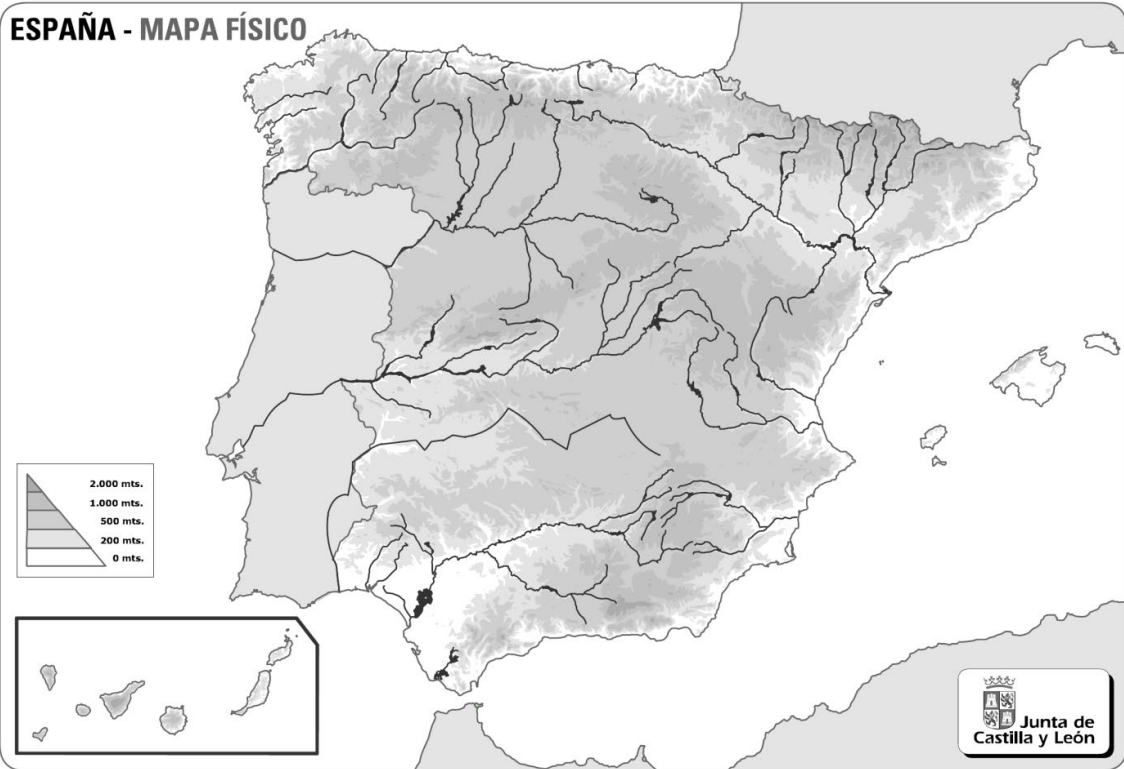 ESPAÑA - MAPA FÍSICO
2.000 mts.
1.000 mts.
500 mts.
200 mts.
0 mts.
Junta de
Castilla y León